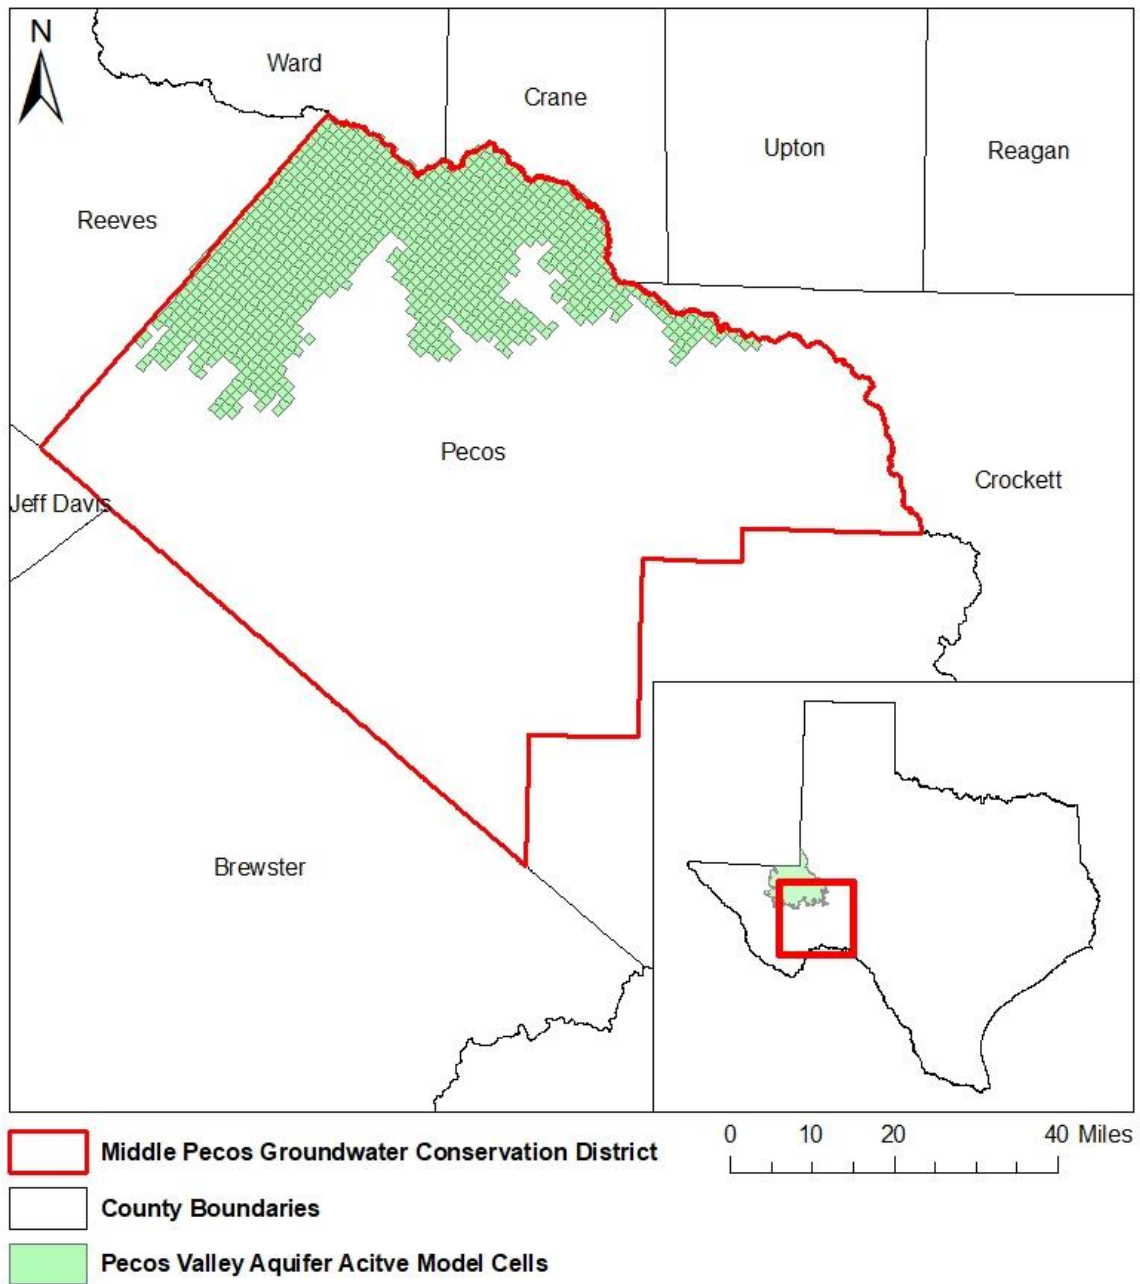 N
Ward
Crane
Upton
Reagan
Reeves
Pecos
Crockett
Jeff Davis
Brewster
0 10 20 40 Miles
Middle Pecos Groundwater Conservation District
County Boundaries
Pecos Valley Aquifer Acitve Model Cells